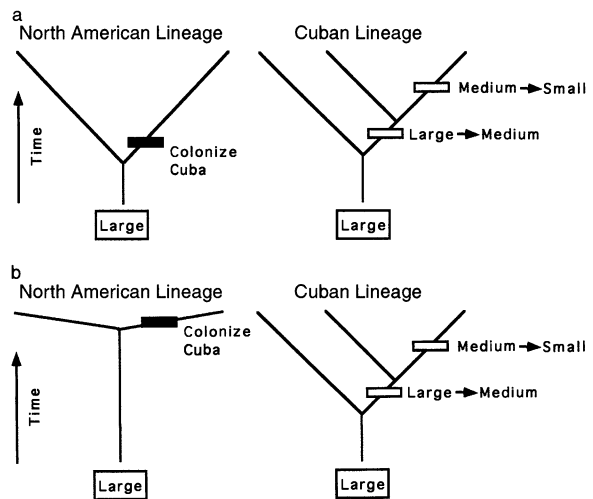 a
North American Lineage
Cuban Lineage
Medium→Small
Large→Medium
Colonize
Cuba
Time
Large
Large
b
North American Lineage
Cuban Lineage
Colonize
Cuba
Medium→Small
Large→Medium
Time
Large
Large